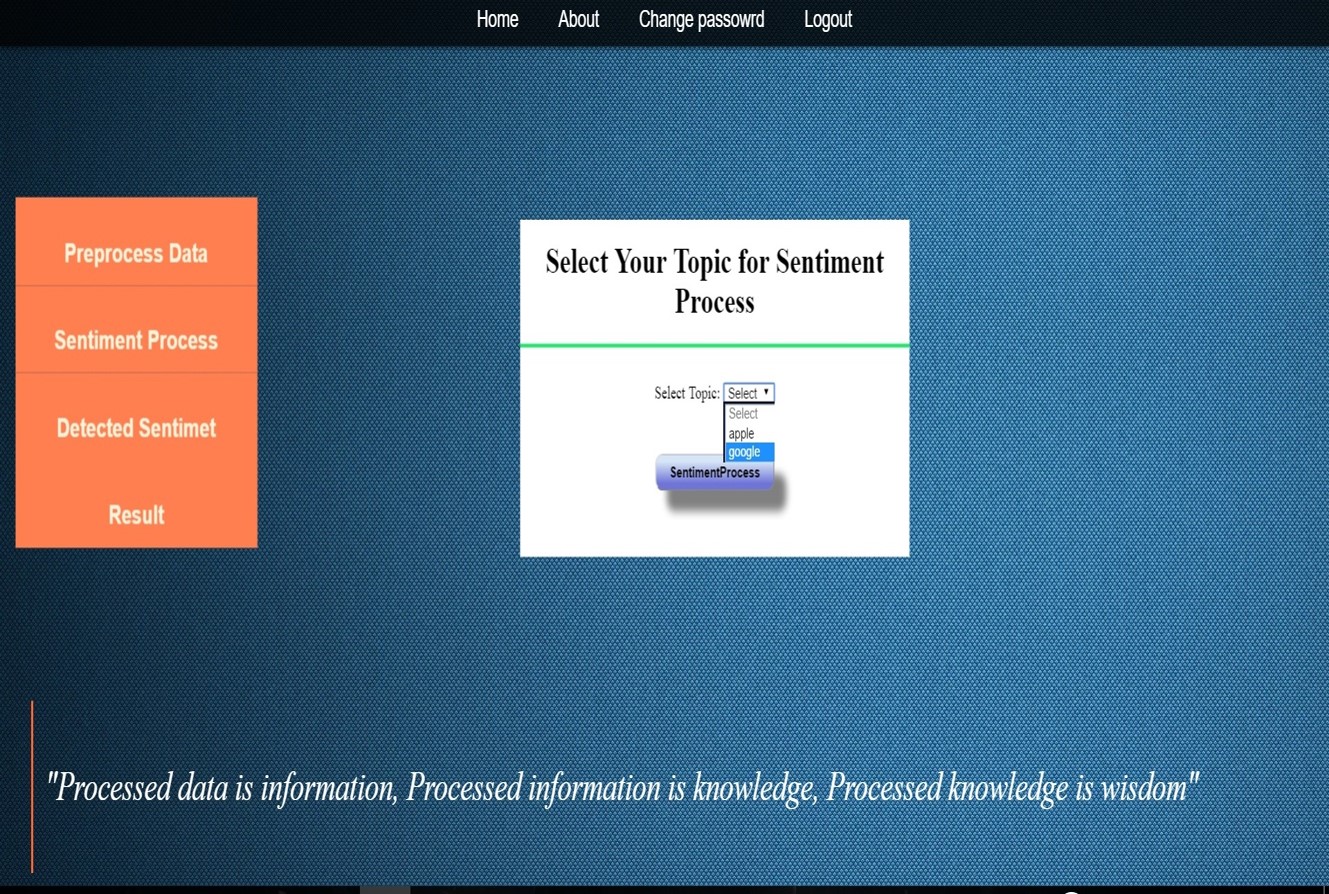 Home About Change passowrd Logout
Preprocess Data
Sentiment Process
Detected Sentimet
Result
Select Your Topic for Sentiment
Process
Select Topic: Select
Select
apple
google
SentimentProcess
"Processed data is information, Processed information is knowledge, Processed knowledge is wisdom"